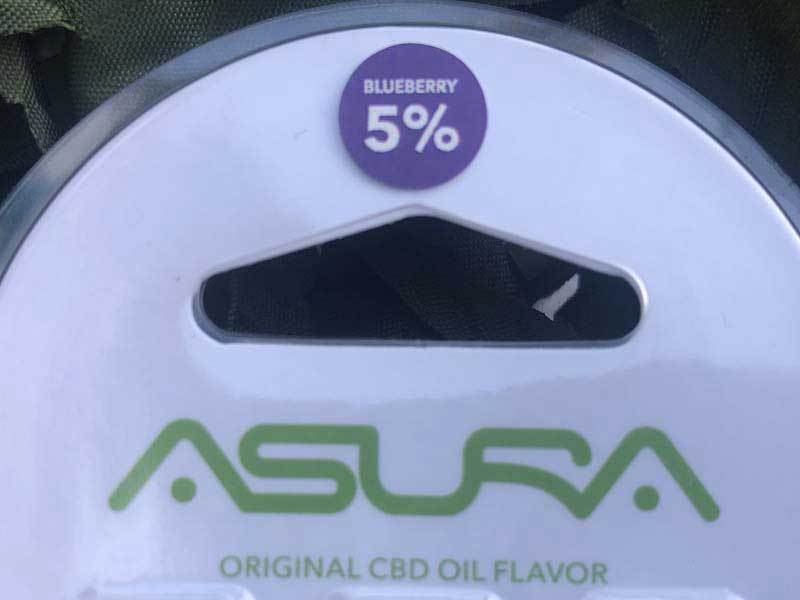 BLUEBERRY
5%
ASURA
ORIGINAL CBD OIL FLAVOR